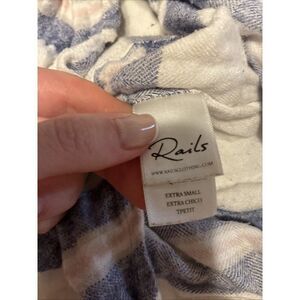 Rails
WWW.RAILSCLOTHING.COM
EXTRA SMALL
EXTRA CHICO
TPETIT